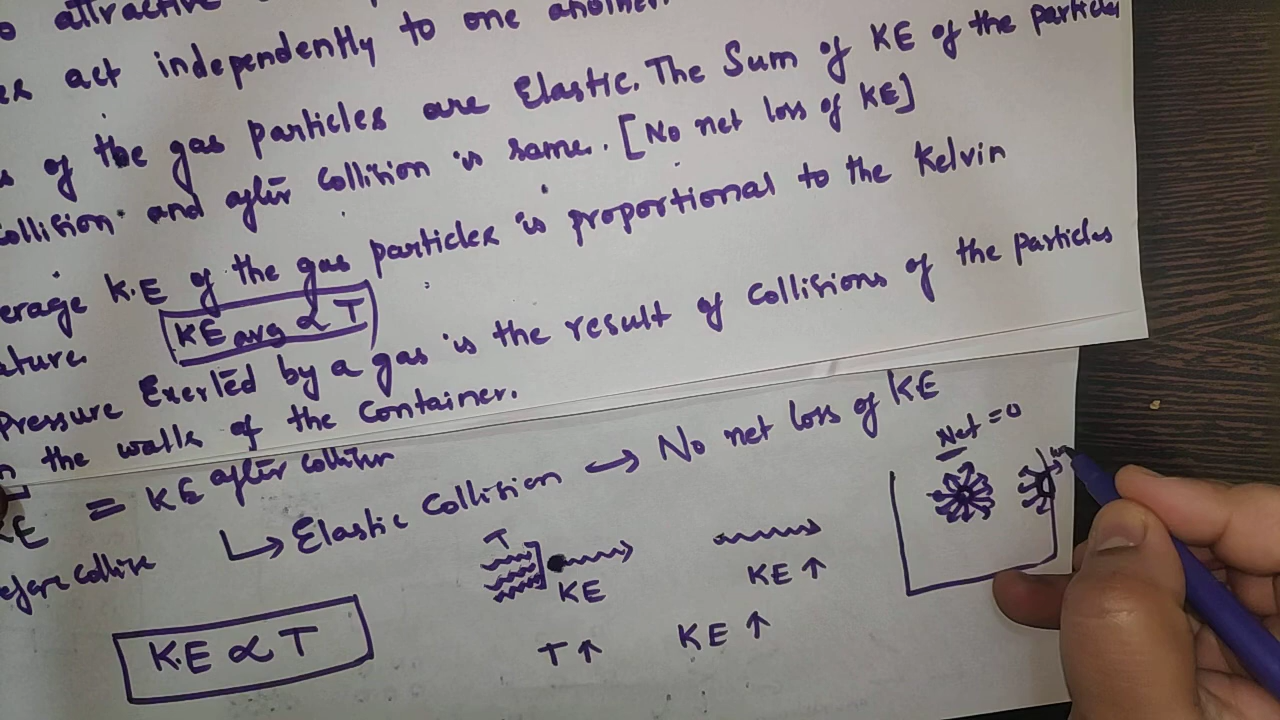 attractive
act independently to one another.
of the gas particles are Elastic. The Sum of KE of the particles
Collision and after Collision is same. [No net loss of KE]
erage K.E of the gas particles is proportional to the Kelvin
ature. KE avg ∝ T
Pressure Exerted by a gas is the result of Collisions of the particles
the walls of the Container.
KE = KE after collision
before collision
↳ Elastic Collision → No net loss of KE
Net = 0
T
KE
KE ↑
K.E ∝ T
T ↑ KE ↑